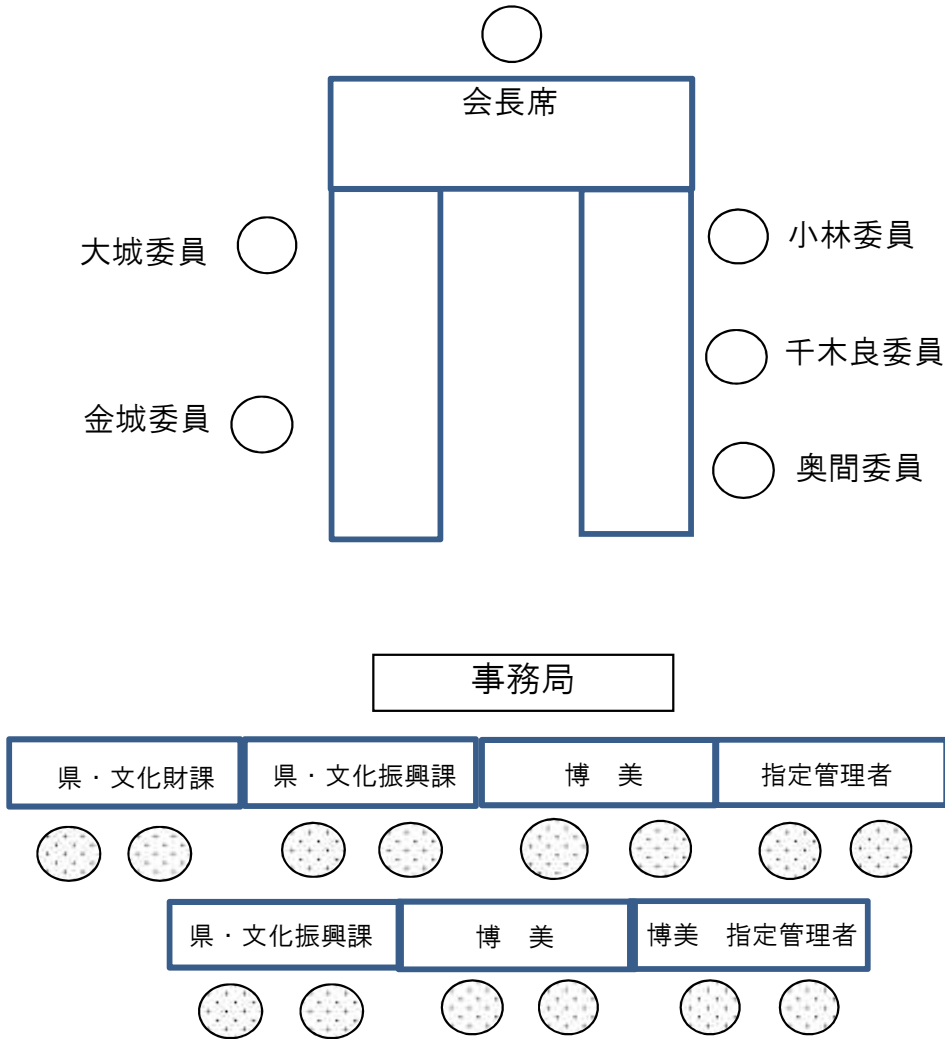 会長席
大城委員
小林委員
千木良委員
金城委員
奥間委員
事務局
県・文化財課
県・文化振興課
博　美
指定管理者
県・文化振興課
博　美
博美　指定管理者